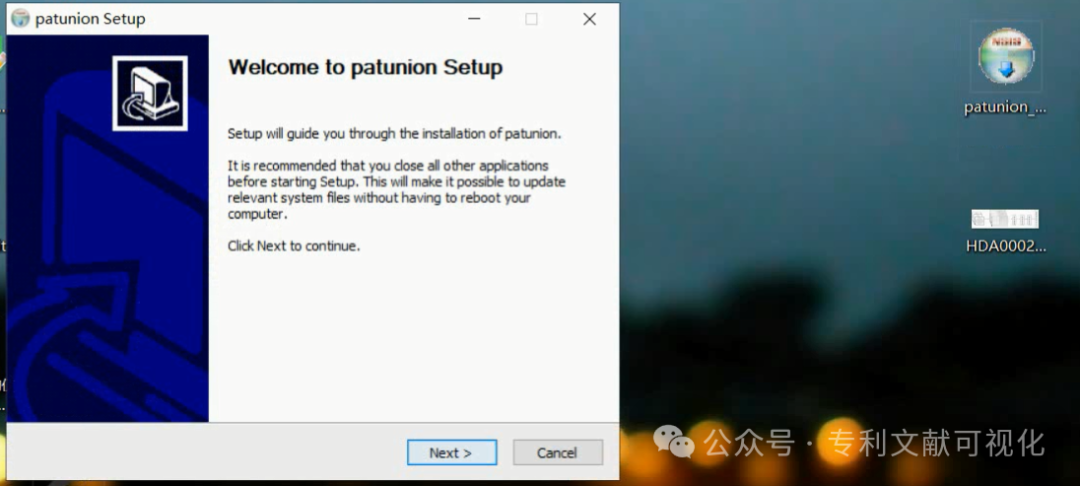 patunion Setup
Welcome to patunion Setup
Setup will guide you through the installation of patunion.
It is recommended that you close all other applications
before starting Setup. This will make it possible to update
relevant system files without having to reboot your
computer.
Click Next to continue.
Next >
Cancel
NSIS
patunion_...
HDA0002...
公众号 · 专利文献可视化